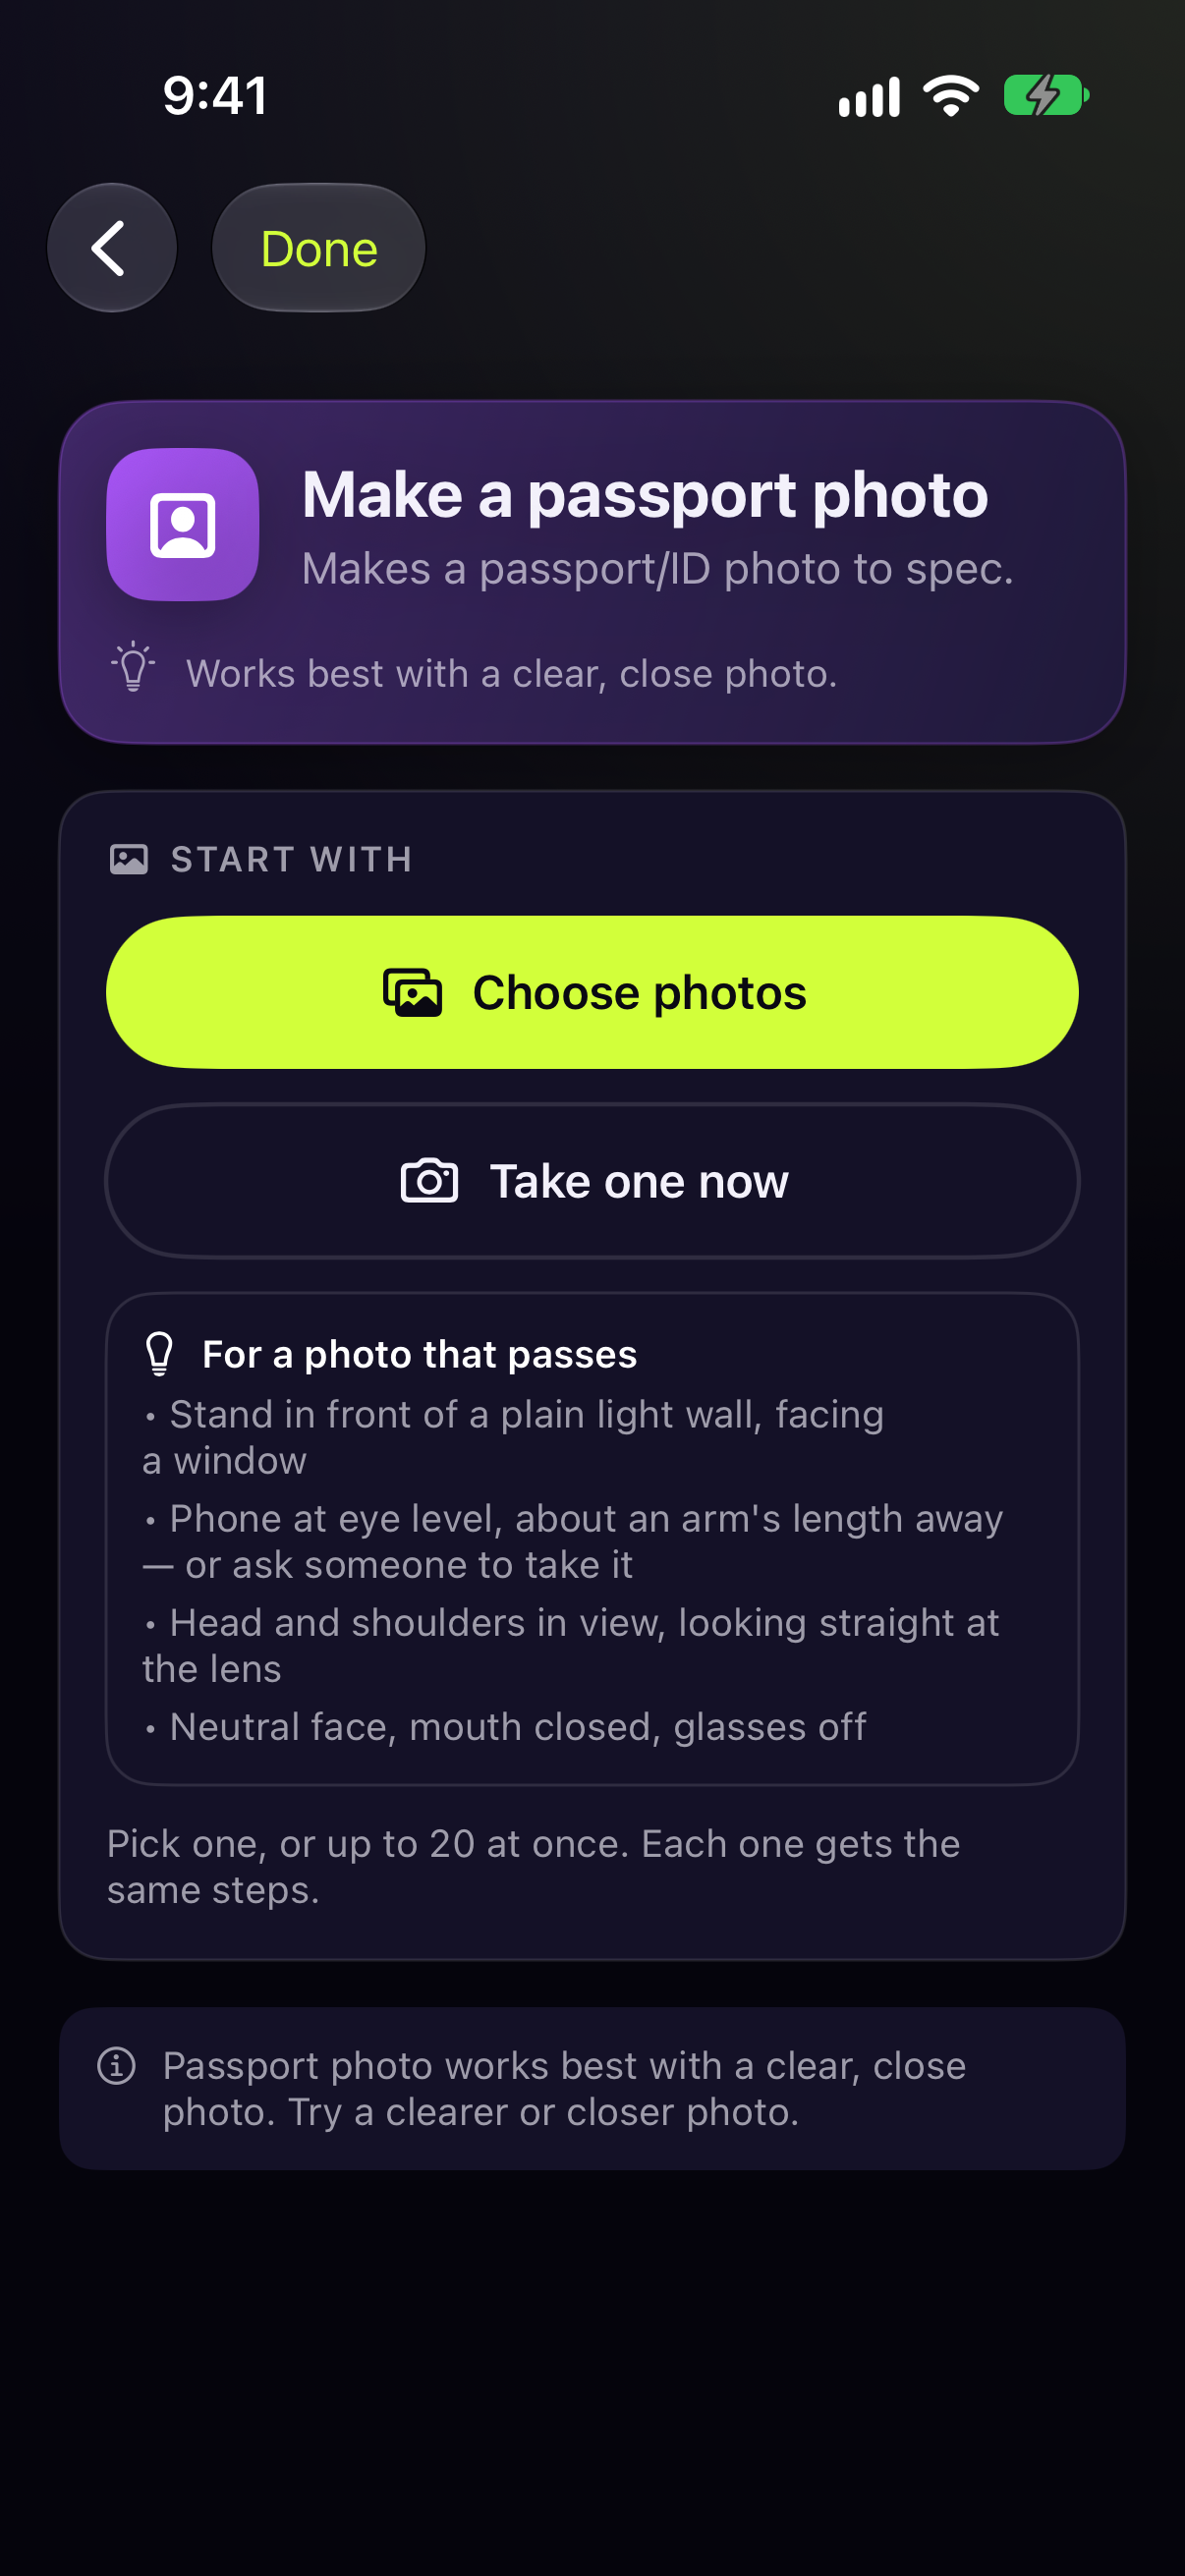 9:41
Done
Make a passport photo
Makes a passport/ID photo to spec.
Works best with a clear, close photo.
START WITH
Choose photos
Take one now
For a photo that passes
• Stand in front of a plain light wall, facing
a window
• Phone at eye level, about an arm's length away
— or ask someone to take it
• Head and shoulders in view, looking straight at
the lens
• Neutral face, mouth closed, glasses off
Pick one, or up to 20 at once. Each one gets the
same steps.
Passport photo works best with a clear, close
photo. Try a clearer or closer photo.